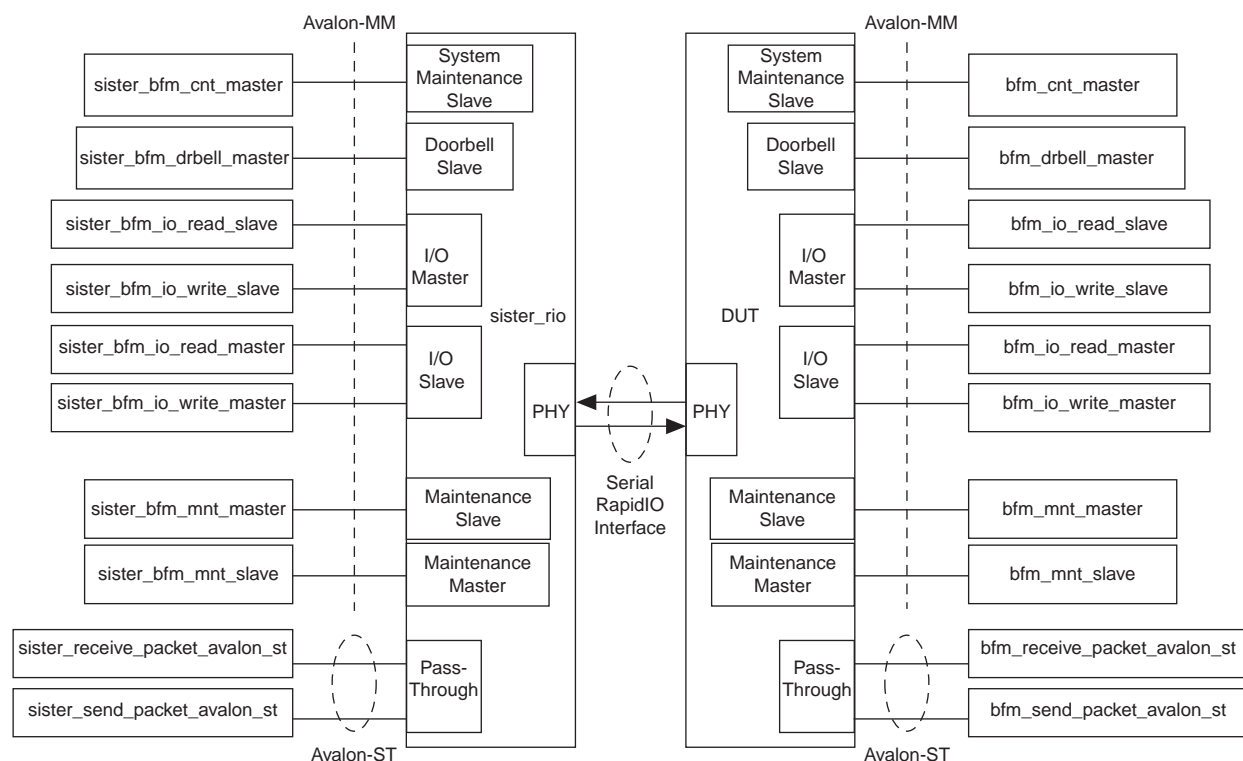 Avalon-MM
Avalon-MM
sister_bfm_cnt_master
System
Maintenance
Slave
System
Maintenance
Slave
bfm_cnt_master
sister_bfm_drbell_master
Doorbell
Slave
Doorbell
Slave
bfm_drbell_master
sister_bfm_io_read_slave
I/O
Master
I/O
Master
bfm_io_read_slave
sister_bfm_io_write_slave
bfm_io_write_slave
sister_rio
DUT
sister_bfm_io_read_master
I/O
Slave
I/O
Slave
bfm_io_read_master
sister_bfm_io_write_master
bfm_io_write_master
PHY
PHY
Serial
RapidIO
Interface
sister_bfm_mnt_master
Maintenance
Slave
Maintenance
Slave
bfm_mnt_master
sister_bfm_mnt_slave
Maintenance
Master
Maintenance
Master
bfm_mnt_slave
sister_receive_packet_avalon_st
Pass-
Through
Pass-
Through
bfm_receive_packet_avalon_st
sister_send_packet_avalon_st
bfm_send_packet_avalon_st
Avalon-ST
Avalon-ST